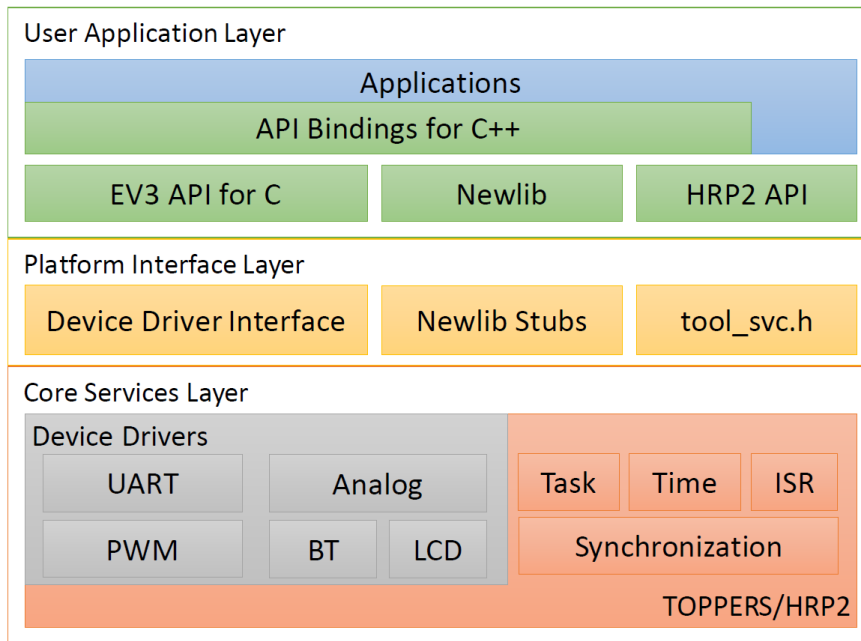 User Application Layer
Applications
API Bindings for C++
EV3 API for C
Newlib
HRP2 API
Platform Interface Layer
Device Driver Interface
Newlib Stubs
tool_svc.h
Core Services Layer
Device Drivers
UART
Analog
Task
Time
ISR
PWM
BT
LCD
Synchronization
TOPPERS/HRP2